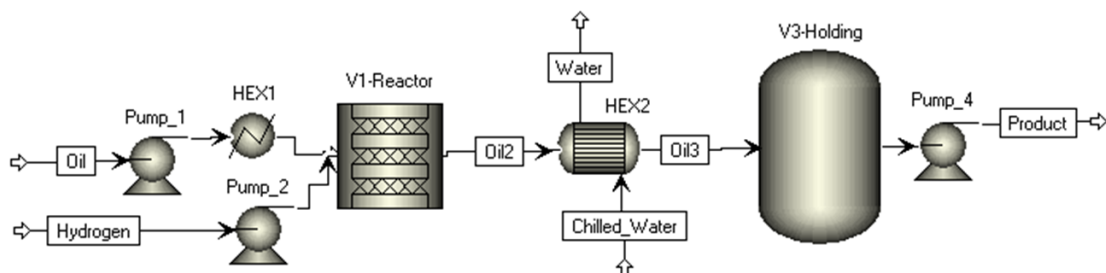 V3-Holding
Water
V1-Reactor
HEX1
HEX2
Pump_1
Pump_4
Product
Oil
Oil2
Oil3
Pump_2
Hydrogen
Chilled_Water